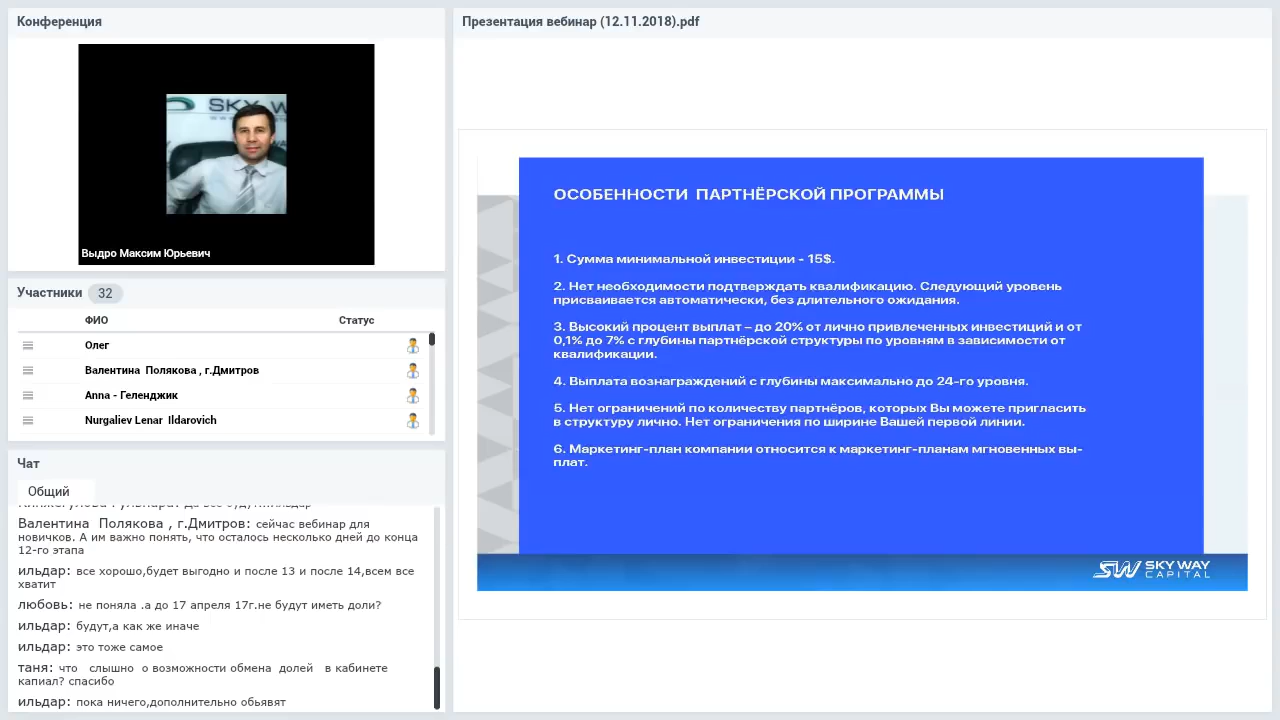 Конференция
SKY W
Выдро Максим Юрьевич
Участники 32
ФИО Статус
Олег
Валентина Полякова , г.Дмитров
Anna - Геленджик
Nurgaliev Lenar Ildarovich
Чат
Общий
Валентина Полякова , г.Дмитров: сейчас вебинар для
новичков. А им важно понять, что осталось несколько дней до конца
12-го этапа
ильдар: все хорошо,будет выгодно и после 13 и после 14,всем все
хватит
любовь: не поняла .а до 17 апреля 17г.не будут иметь доли?
ильдар: будут,а как же иначе
ильдар: это тоже самое
таня: что слышно о возможности обмена долей в кабинете
капиал? спасибо
ильдар: пока ничего,дополнительно обьявят
Презентация вебинар (12.11.2018).pdf
ОСОБЕННОСТИ ПАРТНЁРСКОЙ ПРОГРАММЫ
1. Сумма минимальной инвестиции - 15$.
2. Нет необходимости подтверждать квалификацию. Следующий уровень
присваивается автоматически, без длительного ожидания.
3. Высокий процент выплат – до 20% от лично привлеченных инвестиций и от
0,1% до 7% с глубины партнёрской структуры по уровням в зависимости от
квалификации.
4. Выплата вознаграждений с глубины максимально до 24-го уровня.
5. Нет ограничений по количеству партнёров, которых Вы можете пригласить
в структуру лично. Нет ограничения по ширине Вашей первой линии.
6. Маркетинг-план компании относится к маркетинг-планам мгновенных вы-
плат.
SW SKY WAY
CAPITAL